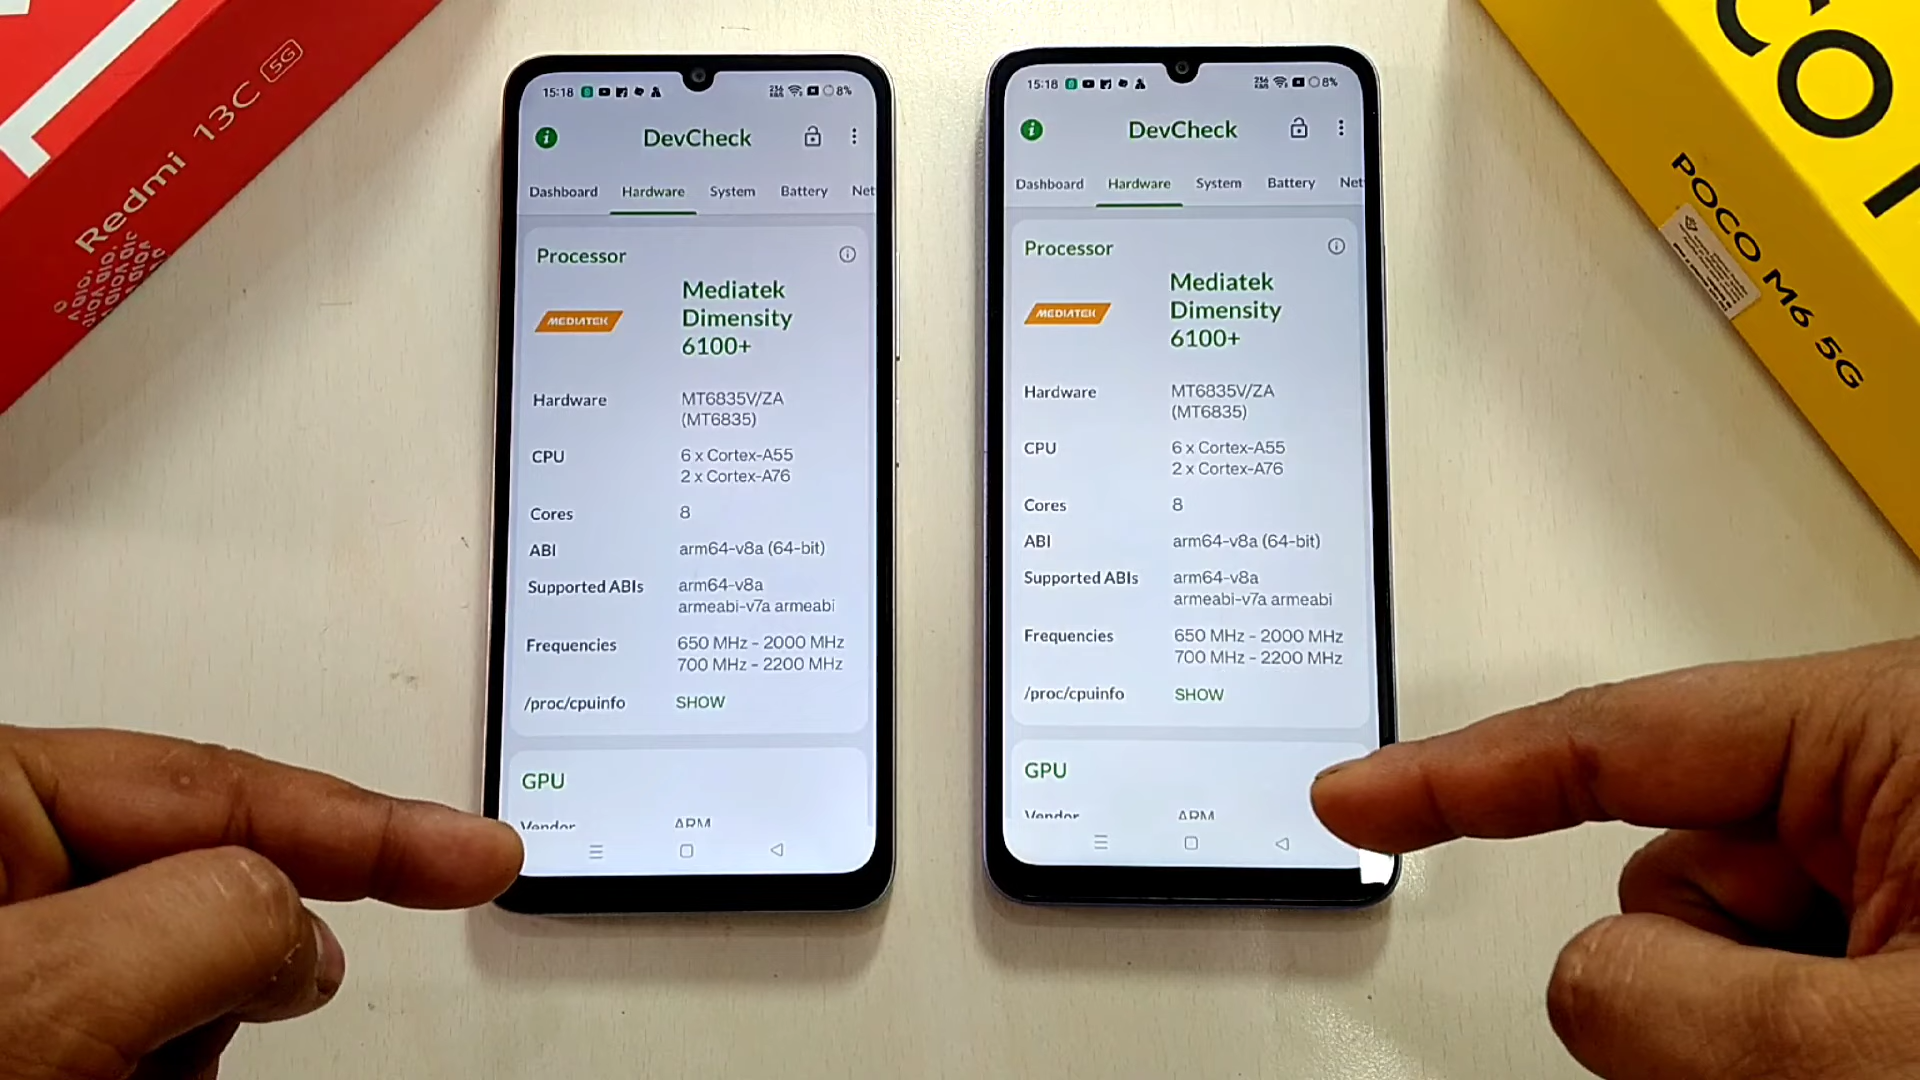 Redmi 13C 5G
15:18
8%
DevCheck
Dashboard Hardware System Battery Net
Processor
MEDIATEK
Mediatek
Dimensity
6100+
Hardware MT6835V/ZA
(MT6835)
CPU 6 x Cortex-A55
2 x Cortex-A76
Cores 8
ABI arm64-v8a (64-bit)
Supported ABIs arm64-v8a
armeabi-v7a armeabi
Frequencies 650 MHz - 2000 MHz
700 MHz - 2200 MHz
/proc/cpuinfo SHOW
GPU
Vendor ARM
15:18
8%
DevCheck
Dashboard Hardware System Battery Net
Processor
MEDIATEK
Mediatek
Dimensity
6100+
Hardware MT6835V/ZA
(MT6835)
CPU 6 x Cortex-A55
2 x Cortex-A76
Cores 8
ABI arm64-v8a (64-bit)
Supported ABIs arm64-v8a
armeabi-v7a armeabi
Frequencies 650 MHz - 2000 MHz
700 MHz - 2200 MHz
/proc/cpuinfo SHOW
GPU
Vendor ARM
POCO M6 5G